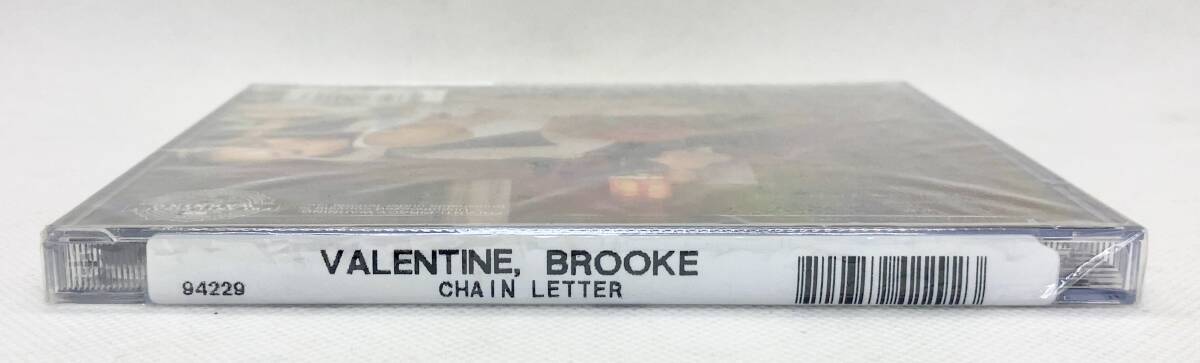 VALENTINE, BROOKE
94229 CHAIN LETTER